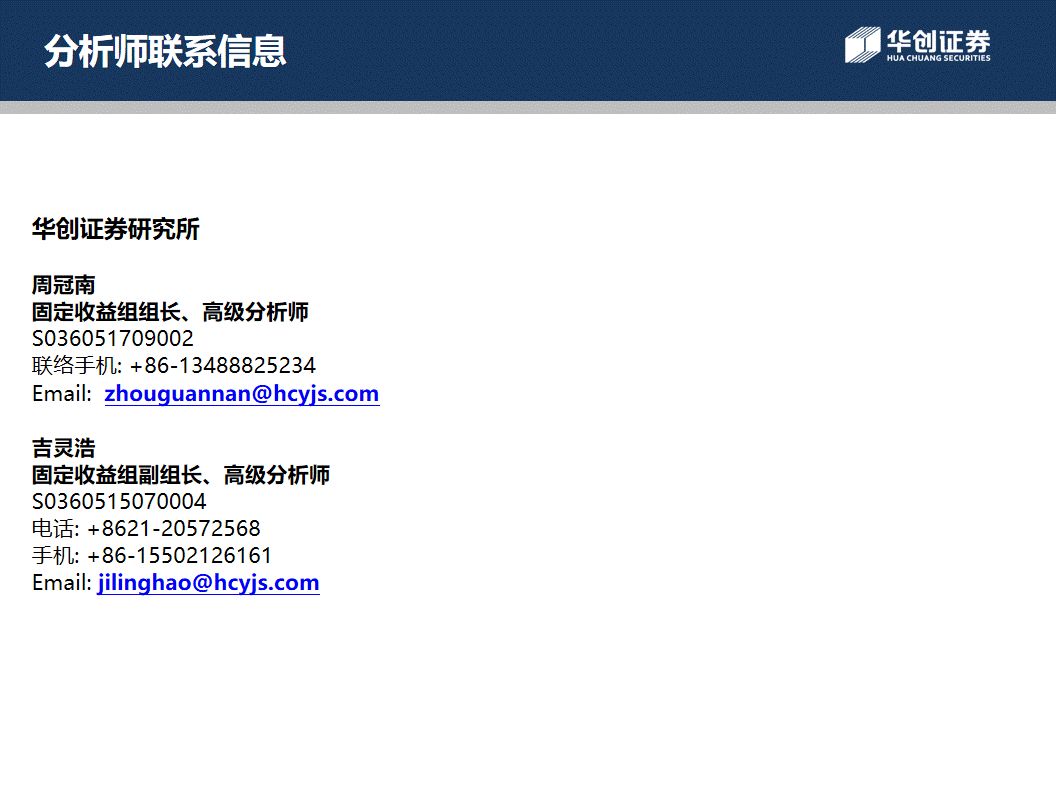 分析师联系信息
华创证券
HUA CHUANG SECURITIES
华创证券研究所
周冠南
固定收益组组长、高级分析师
S036051709002
联络手机: +86-13488825234
Email: zhouguannan@hcyjs.com
吉灵浩
固定收益组副组长、高级分析师
S0360515070004
电话: +8621-20572568
手机: +86-15502126161
Email: jilinghao@hcyjs.com